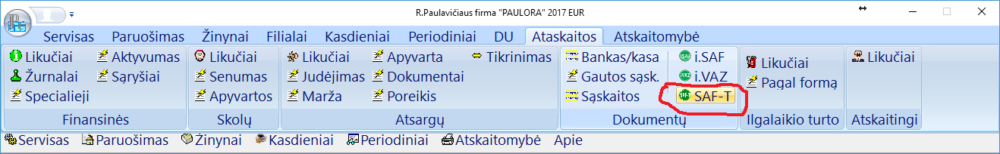 R.Paulavičiaus firma "PAULORA" 2017 EUR
Servisas Paruošimas Žinynai Filialai Kasdieniai Periodiniai DU Ataskaitos Atskaitomybė
Likučiai Aktyvumas Likučiai Likučiai Apyvarta Tikrinimas Bankas/kasa i.SAF Likučiai Likučiai
Žurnalai Sąryšiai Senumas Judėjimas Dokumentai Gautos sąsk. i.VAZ Pagal formą
Specialieji Apyvartos Marža Poreikis Sąskaitos SAF-T
Finansinės Skolų Atsargų Dokumentų Ilgalaikio turto Atskaitingi
Servisas Paruošimas Žinynai Kasdieniai Periodiniai Atskaitomybė Apie